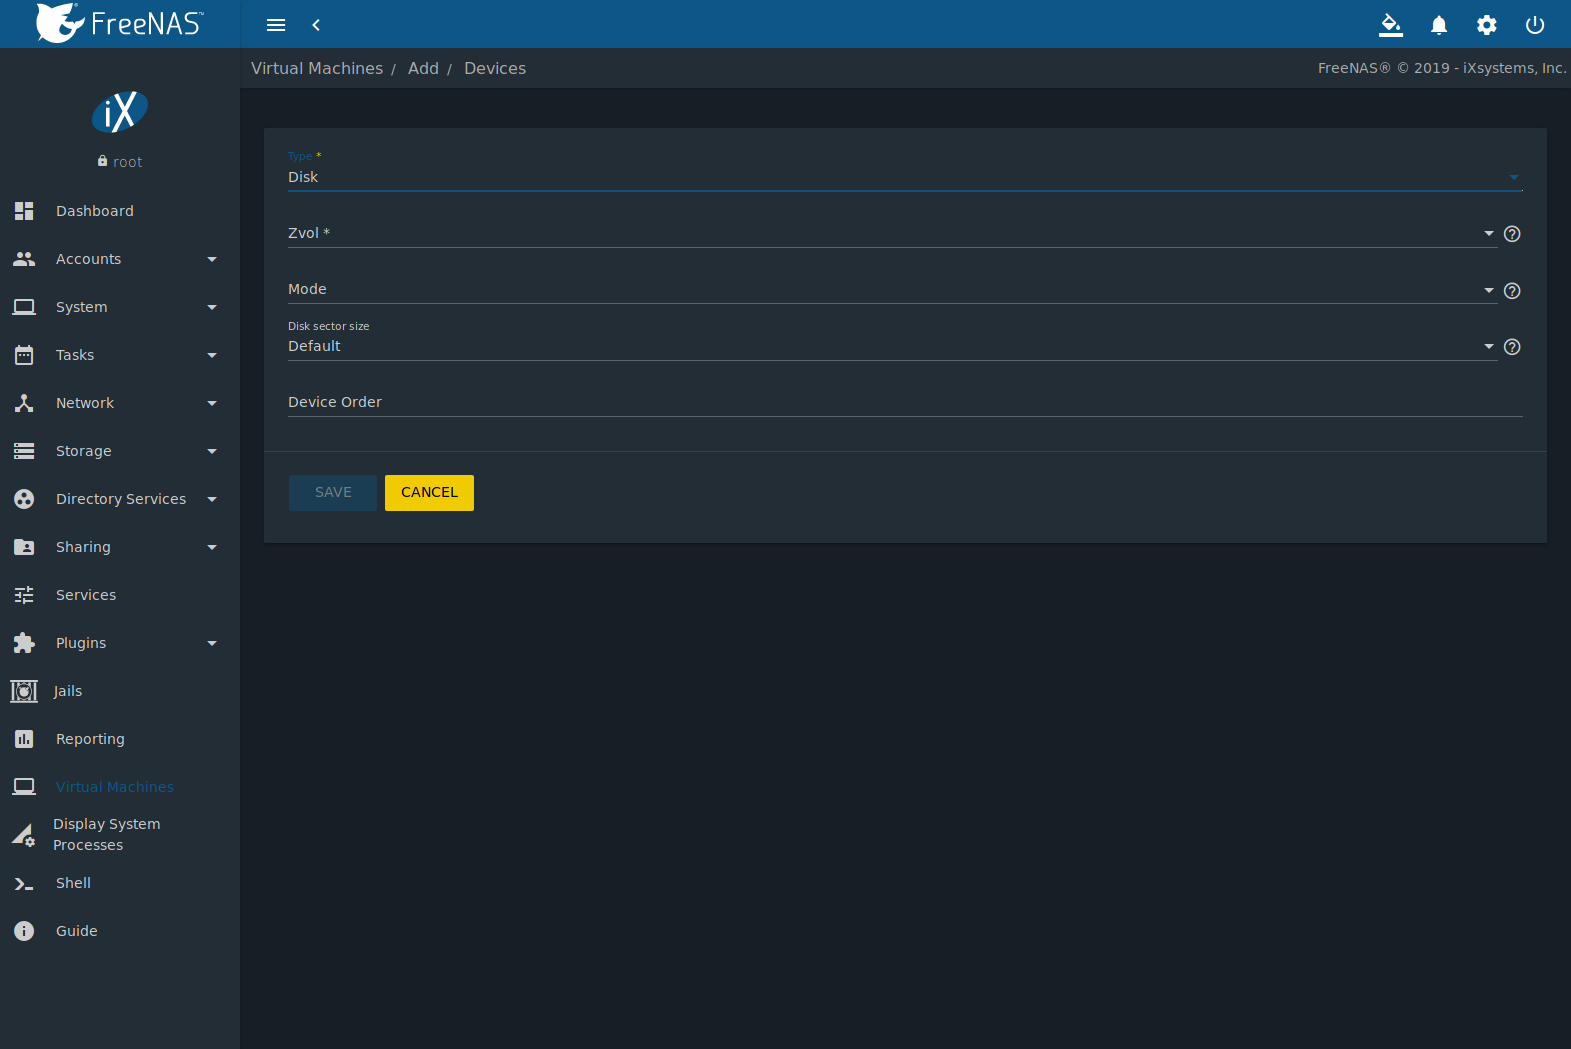 FreeNAS™
Virtual Machines / Add / Devices
FreeNAS® © 2019 - iXsystems, Inc.
iX
root
Dashboard
Accounts
System
Tasks
Network
Storage
Directory Services
Sharing
Services
Plugins
Jails
Reporting
Virtual Machines
Display System
Processes
Shell
Guide
Type *
Disk
Zvol *
Mode
Disk sector size
Default
Device Order
SAVE CANCEL